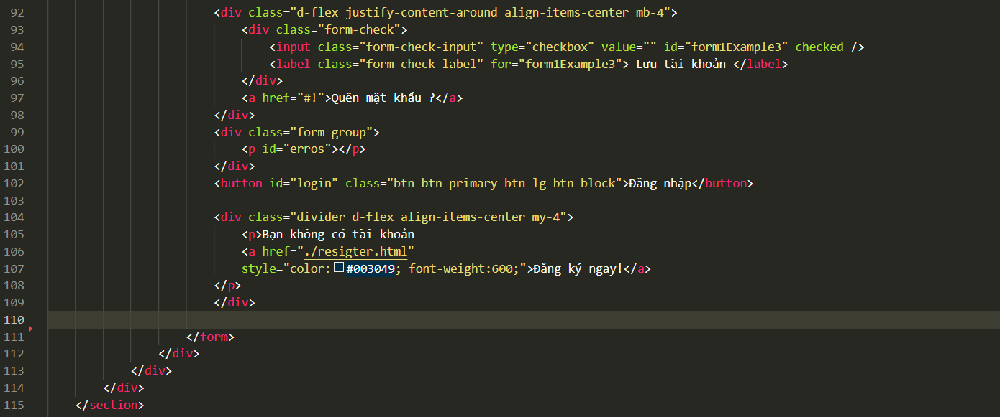 92 <div class="d-flex justify-content-around align-items-center mb-4">
93 <div class="form-check">
94 <input class="form-check-input" type="checkbox" value="" id="form1Example3" checked />
95 <label class="form-check-label" for="form1Example3"> Lưu tài khoản </label>
96 </div>
97 <a href="#!">Quên mật khẩu ?</a>
98 </div>
99 <div class="form-group">
100 <p id="erros"></p>
101 </div>
102 <button id="login" class="btn btn-primary btn-lg btn-block">Đăng nhập</button>
103
104 <div class="divider d-flex align-items-center my-4">
105 <p>Bạn không có tài khoản
106 <a href="./resigter.html"
107 style="color:#003049; font-weight:600;">Đăng ký ngay!</a>
108 </p>
109 </div>
110
111 </form>
112 </div>
113 </div>
114 </div>
115 </section>